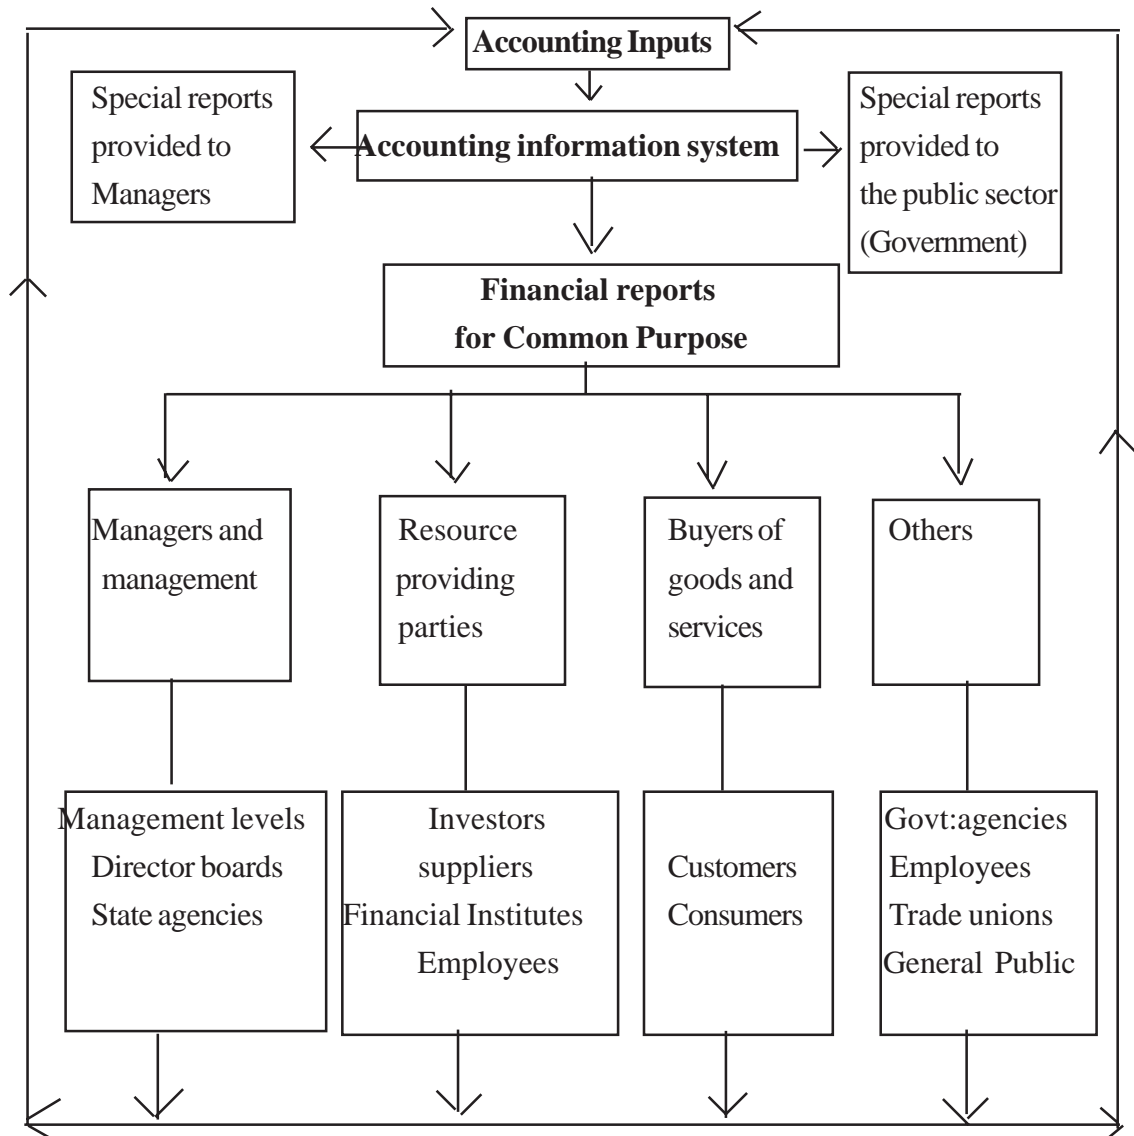 Accounting Inputs
Special reports
provided to
Managers
Accounting information system
Special reports
provided to
the public sector
(Government)
Financial reports
for Common Purpose
Managers and
management
Resource
providing
parties
Buyers of
goods and
services
Others
Management levels
Director boards
State agencies
Investors
suppliers
Financial Institutes
Employees
Customers
Consumers
Govt:agencies
Employees
Trade unions
General Public